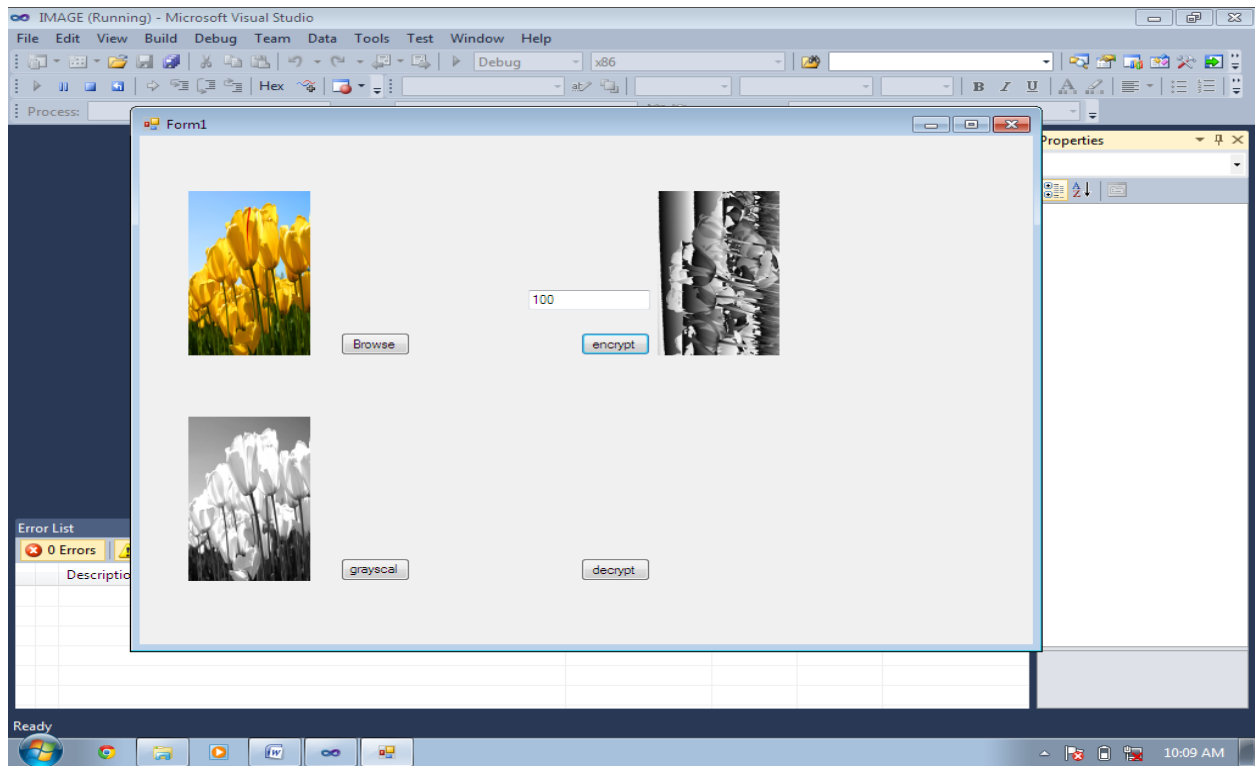 IMAGE (Running) - Microsoft Visual Studio
File Edit View Build Debug Team Data Tools Test Window Help
Debug x86
Hex B I U A
Process:
Form1
Properties
100
Browse encrypt
Error List
0 Errors
Descriptio
grayscal decrypt
Ready
10:09 AM